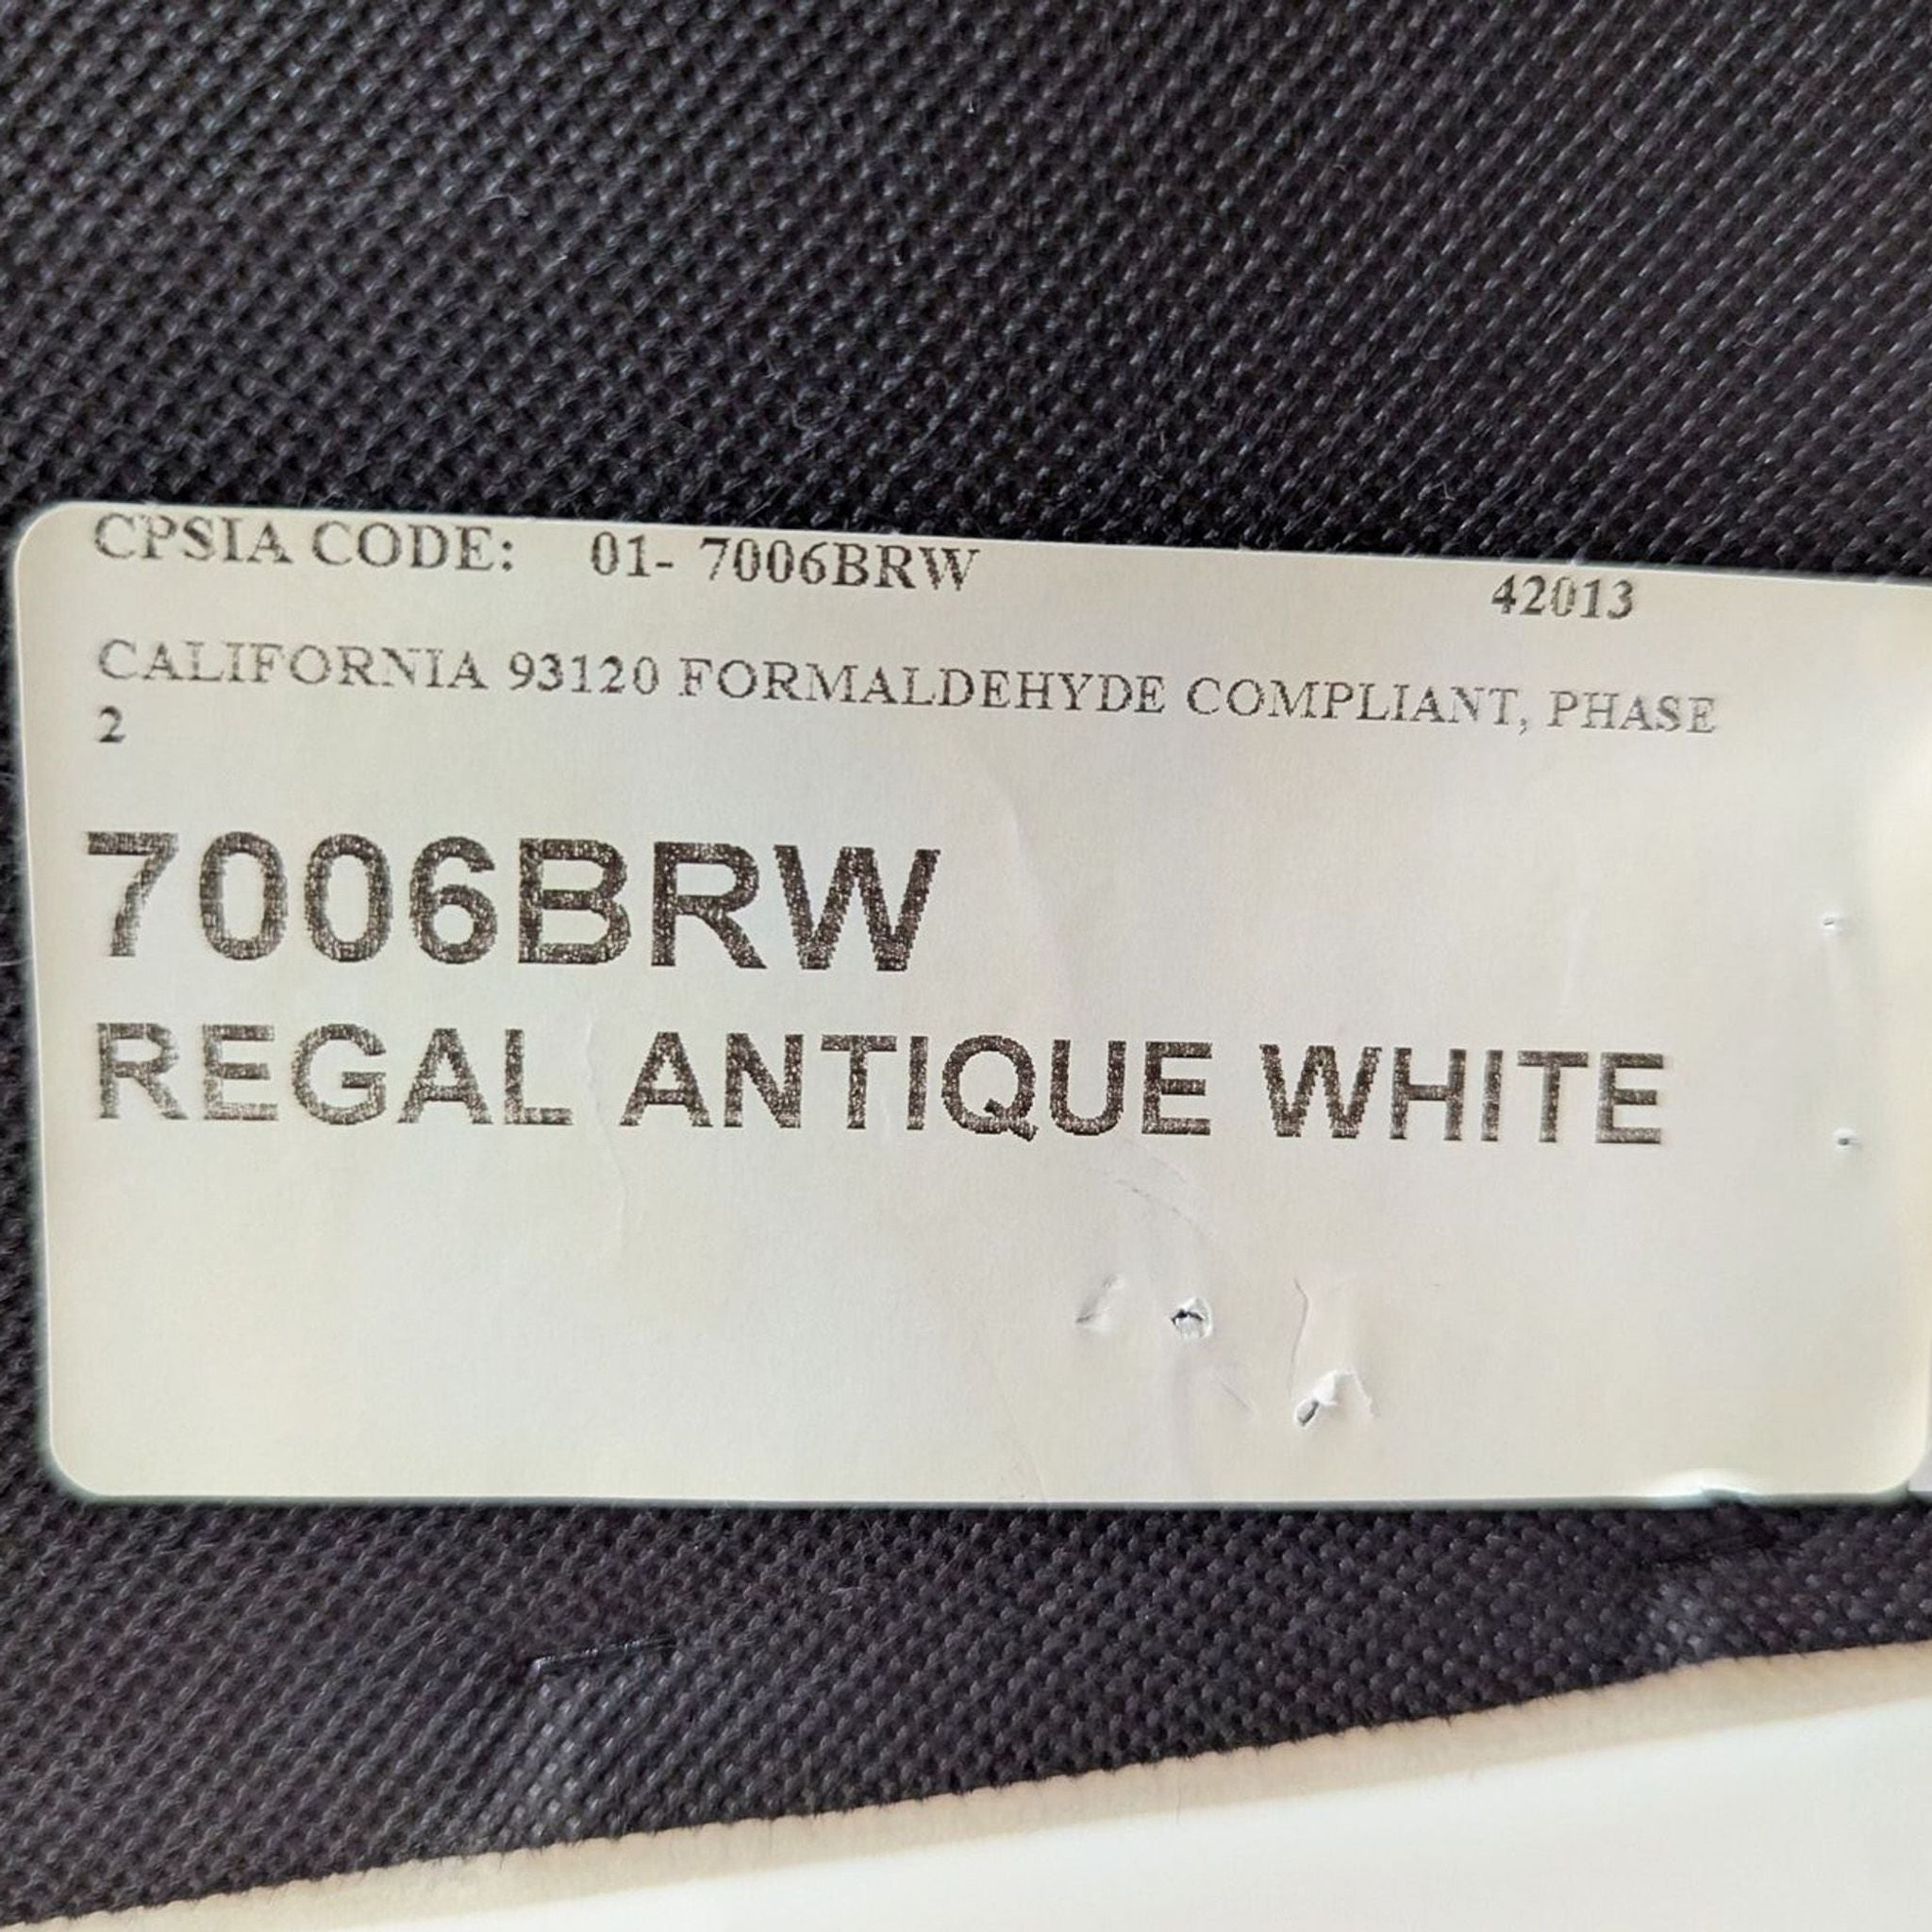 CPSIA CODE: 01- 7006BRW 42013
CALIFORNIA 93120 FORMALDEHYDE COMPLIANT, PHASE
2
7006BRW
REGAL ANTIQUE WHITE